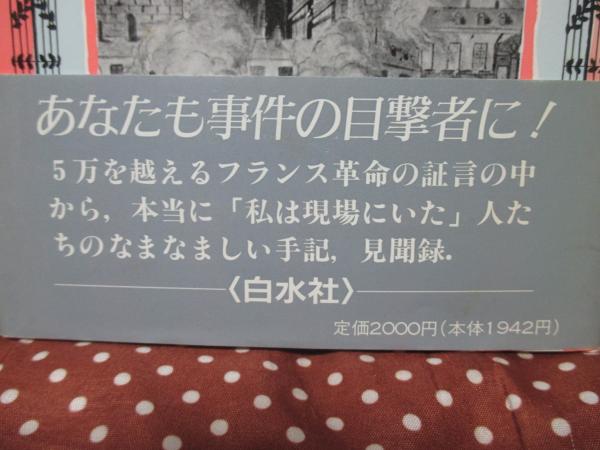 あなたも事件の目撃者に！
5万を越えるフランス革命の証言の中
から，本当に「私は現場にいた」人た
ちのなまなましい手記，見聞録．
〈白水社〉
定価2000円(本体1942円)